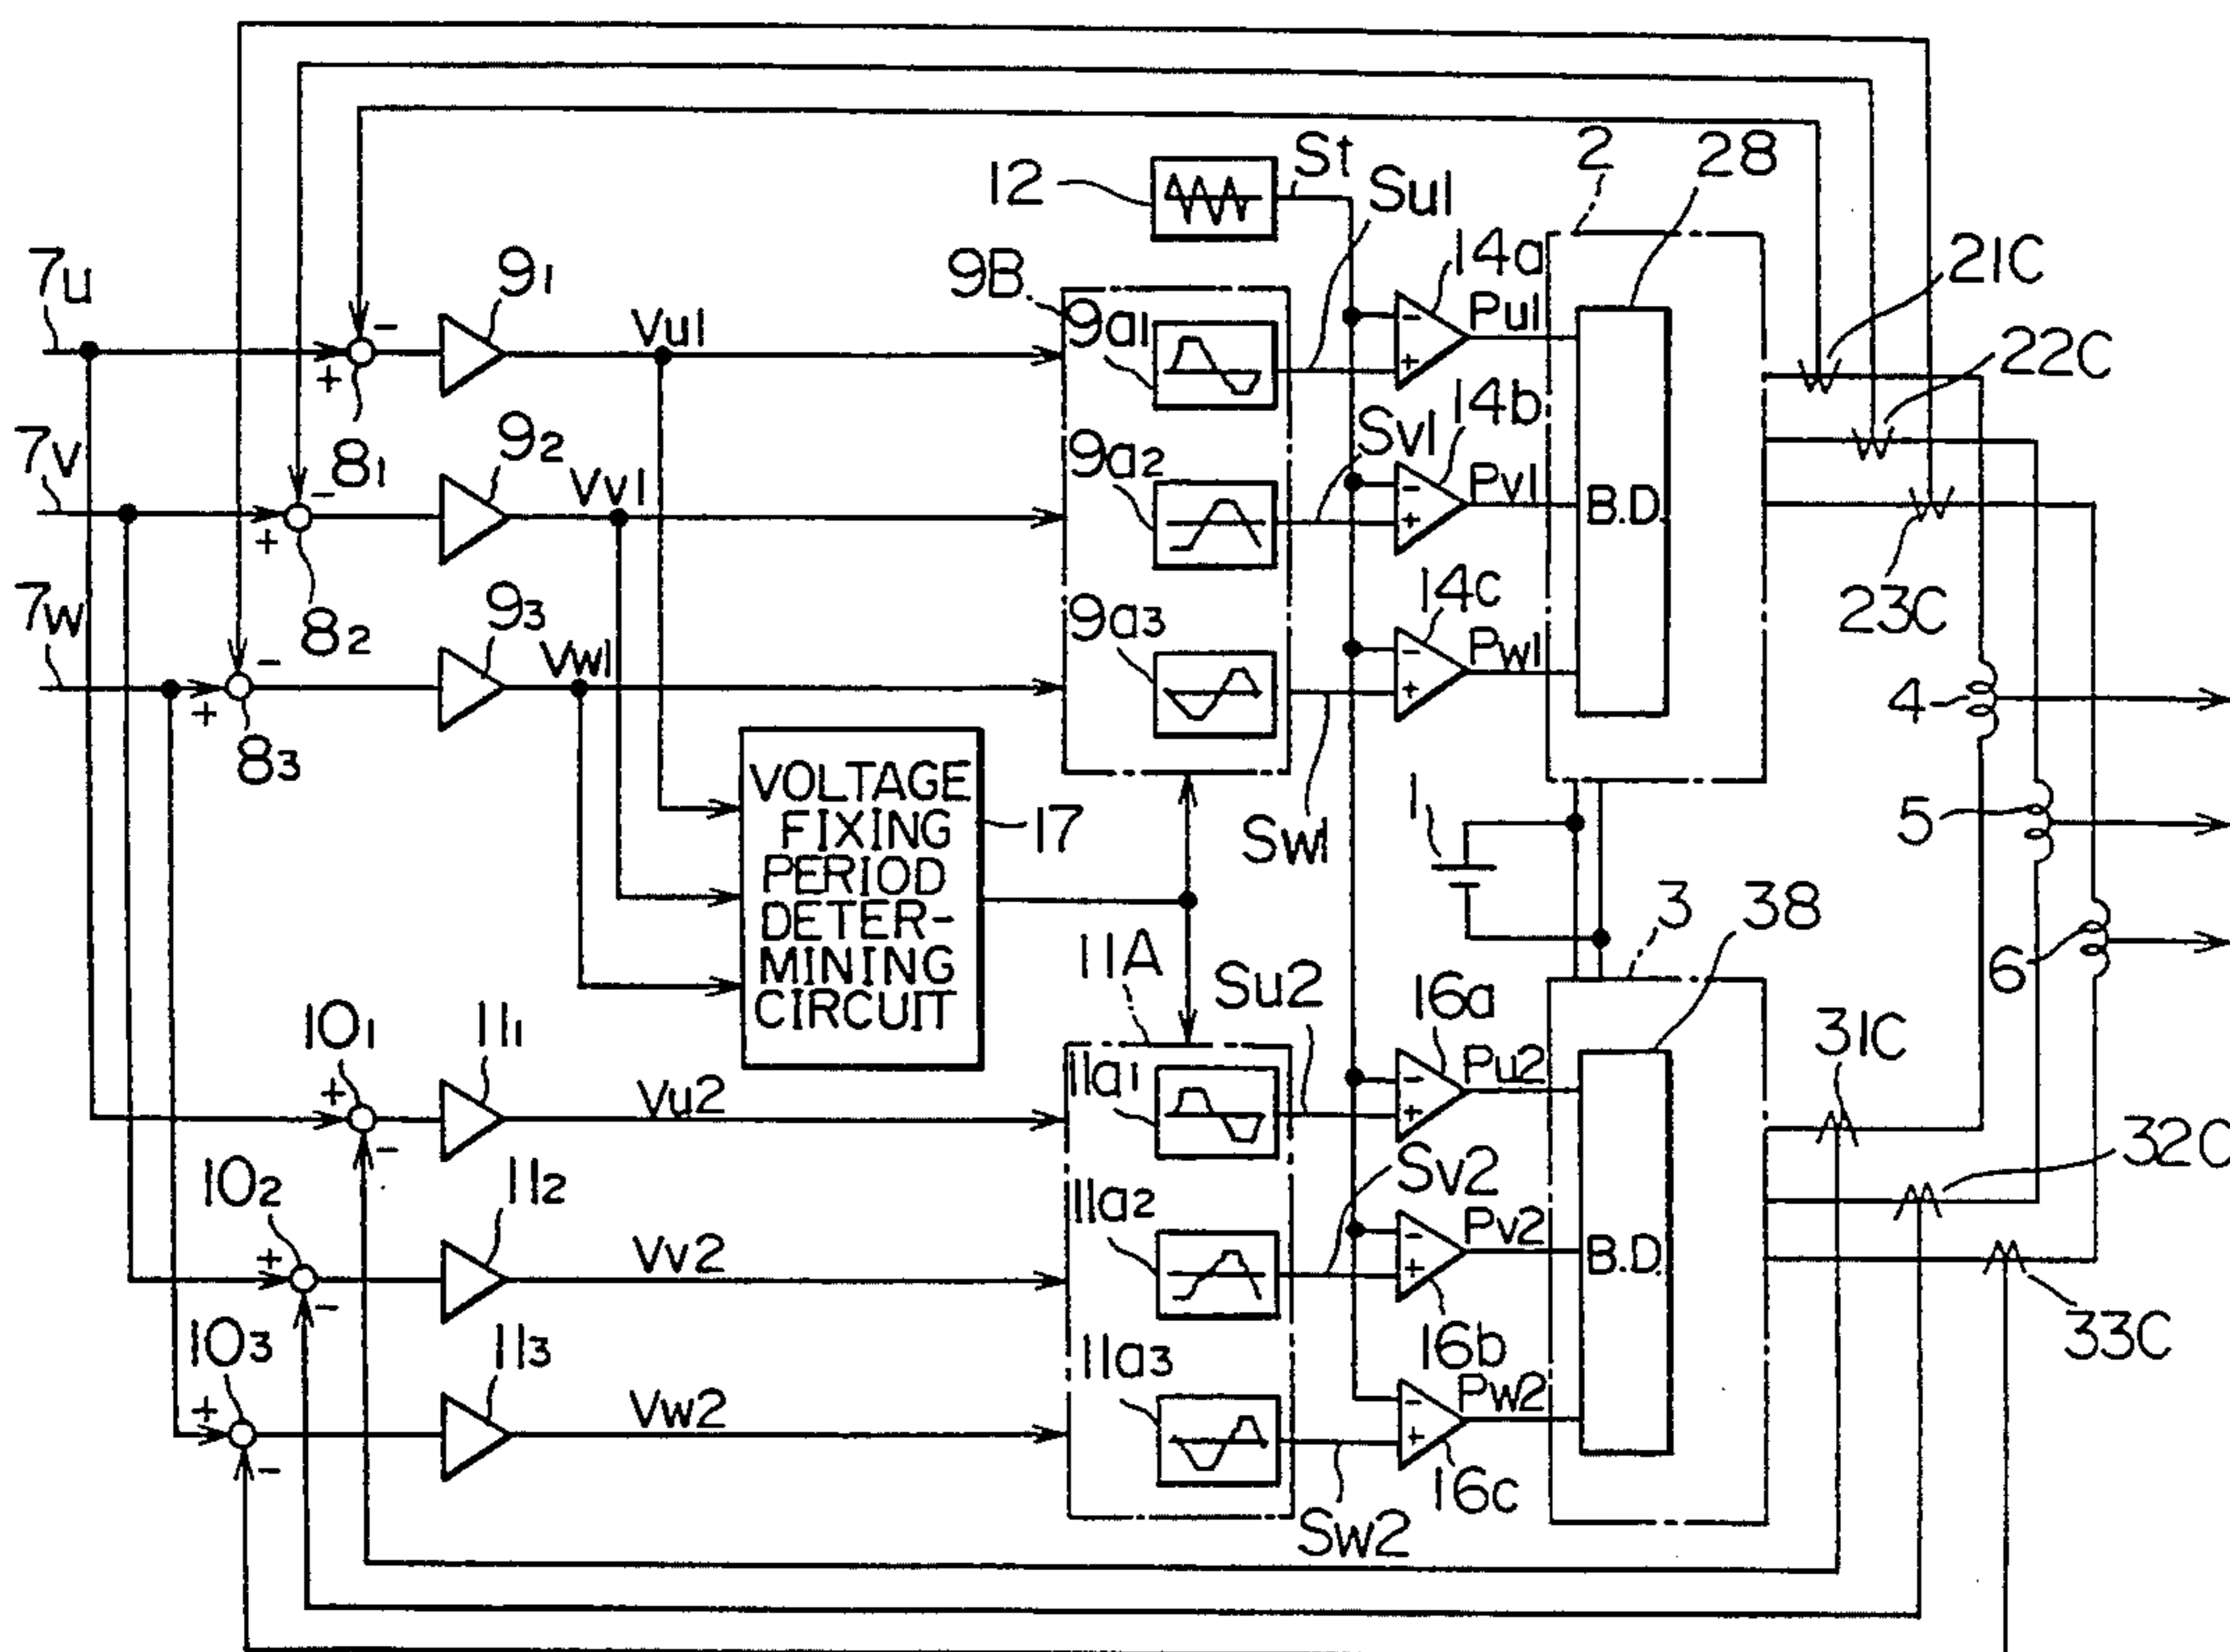 2
28
12
St
Su1
7u
9₁
Vu1
9B
9a₁
14a
Pu1
21C
22C
+
-
8₁
7v
9₂
Vv1
9a₂
Sv1
14b
Pv1
B.D.
+
-
8₂
7w
9₃
Vw1
9a₃
14c
Pw1
23C
+
-
8₃
-
+
-
+
-
+
4
VOLTAGE
FIXING
PERIOD
DETER-
MINING
CIRCUIT
17
Sw1
1
5
3
38
6
11A
Su2
10₁
11₁
Vu2
11a₁
16a
Pu2
31C
+
-
32C
10₂
11₂
Vv2
11a₂
Sv2
Pv2
B.D.
+
-
16b
33C
10₃
11₃
Vw2
11a₃
Pw2
+
-
16c
Sw2
-
+
-
+
-
+